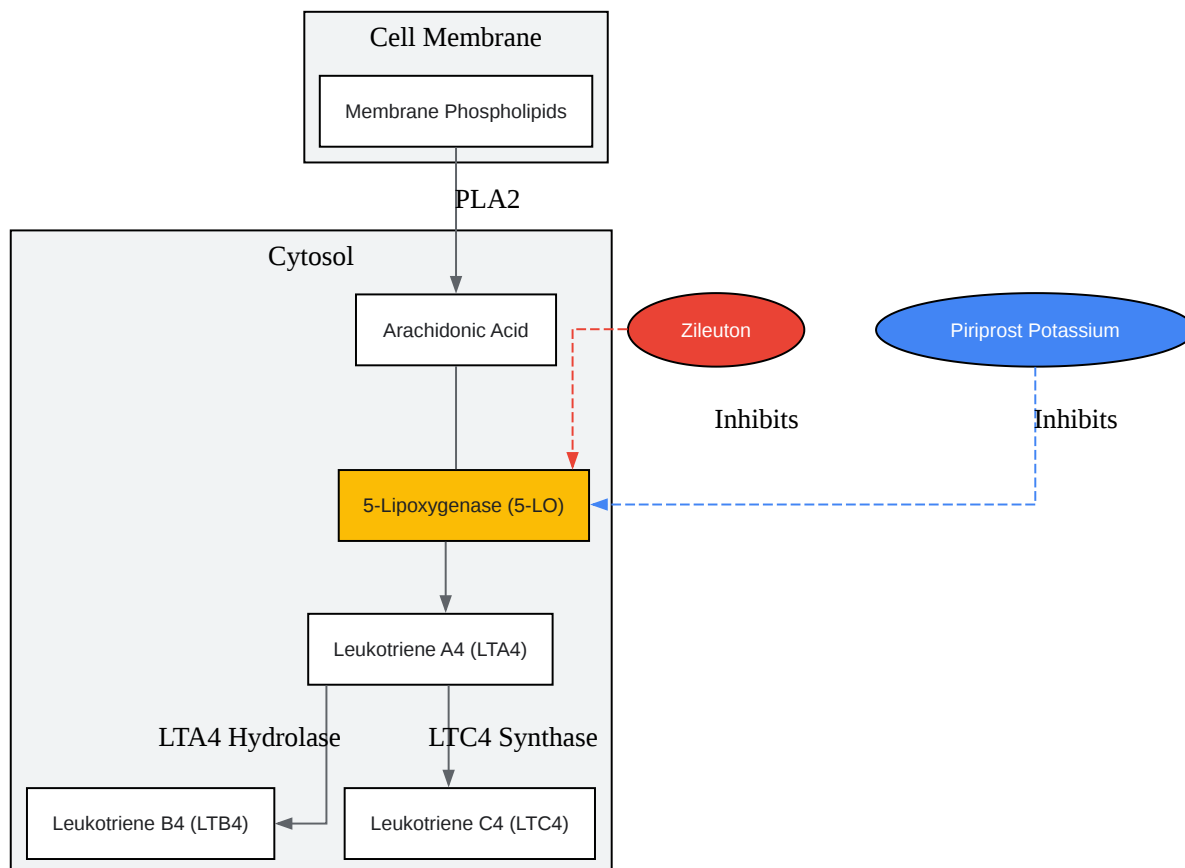 Cell Membrane
Membrane Phospholipids
PLA2
Cytosol
Arachidonic Acid
Zileuton
Piriprost Potassium
Inhibits
Inhibits
5-Lipoxygenase (5-LO)
Leukotriene A4 (LTA4)
LTA4 Hydrolase
LTC4 Synthase
Leukotriene B4 (LTB4)
Leukotriene C4 (LTC4)